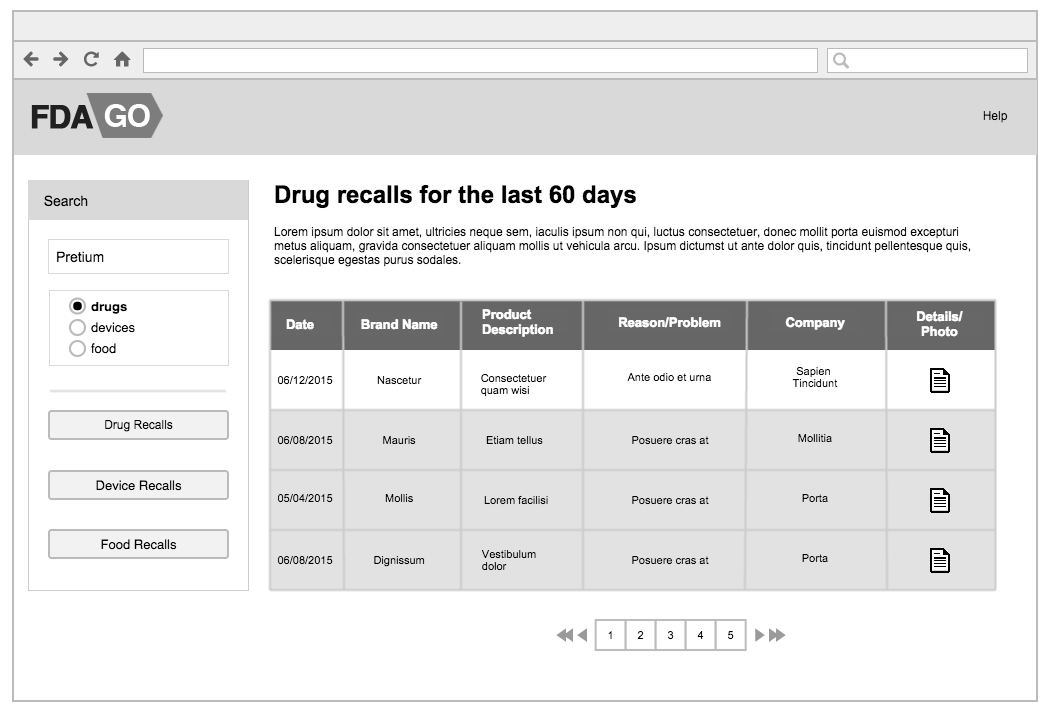 FDA GO
Help
Search
Pretium
drugs
devices
food
Drug Recalls
Device Recalls
Food Recalls
Drug recalls for the last 60 days
Lorem ipsum dolor sit amet, ultricies neque sem, iaculis ipsum non qui, luctus consectetuer, donec mollit porta euismod excepturi
metus aliquam, gravida consectetuer aliquam mollis ut vehicula arcu. Ipsum dictumst ut ante dolor quis, tincidunt pellentesque quis,
scelerisque egestas purus sodales.
Date
Brand Name
Product
Description
Reason/Problem
Company
Details/
Photo
06/12/2015
Nascetur
Consectetuer
quam wisi
Ante odio et urna
Sapien
Tincidunt
06/08/2015
Mauris
Etiam tellus
Posuere cras at
Mollitia
05/04/2015
Mollis
Lorem facilisi
Posuere cras at
Porta
06/08/2015
Dignissum
Vestibulum
dolor
Posuere cras at
Porta
1 2 3 4 5